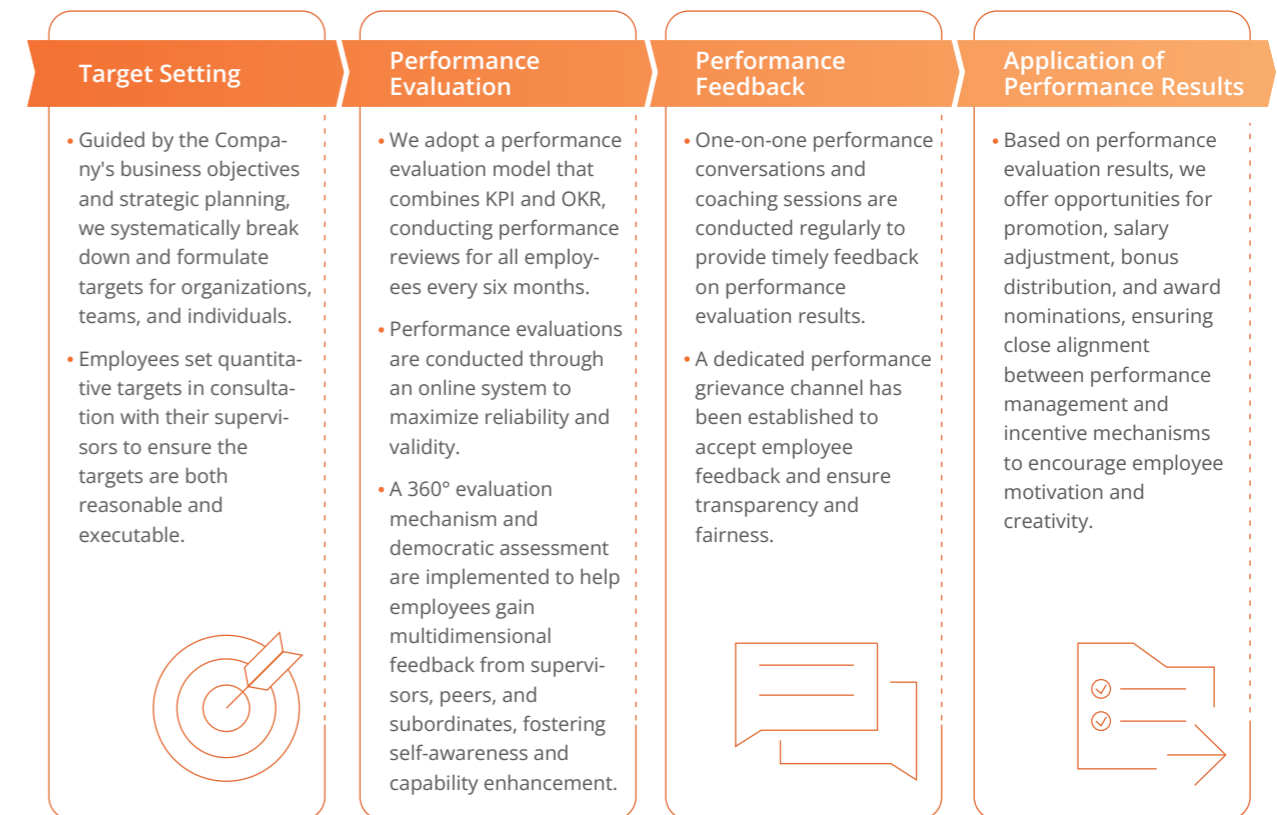 Target Setting
• Guided by the Compa-
ny's business objectives
and strategic planning,
we systematically break
down and formulate
targets for organizations,
teams, and individuals.
• Employees set quantita-
tive targets in consulta-
tion with their supervi-
sors to ensure the
targets are both
reasonable and
executable.
Performance
Evaluation
• We adopt a performance
evaluation model that
combines KPI and OKR,
conducting performance
reviews for all employ-
ees every six months.
• Performance evaluations
are conducted through
an online system to
maximize reliability and
validity.
• A 360° evaluation
mechanism and
democratic assessment
are implemented to help
employees gain
multidimensional
feedback from supervi-
sors, peers, and
subordinates, fostering
self-awareness and
capability enhancement.
Performance
Feedback
• One-on-one performance
conversations and
coaching sessions are
conducted regularly to
provide timely feedback
on performance
evaluation results.
• A dedicated performance
grievance channel has
been established to
accept employee
feedback and ensure
transparency and
fairness.
Application of
Performance Results
• Based on performance
evaluation results, we
offer opportunities for
promotion, salary
adjustment, bonus
distribution, and award
nominations, ensuring
close alignment
between performance
management and
incentive mechanisms
to encourage employee
motivation and
creativity.